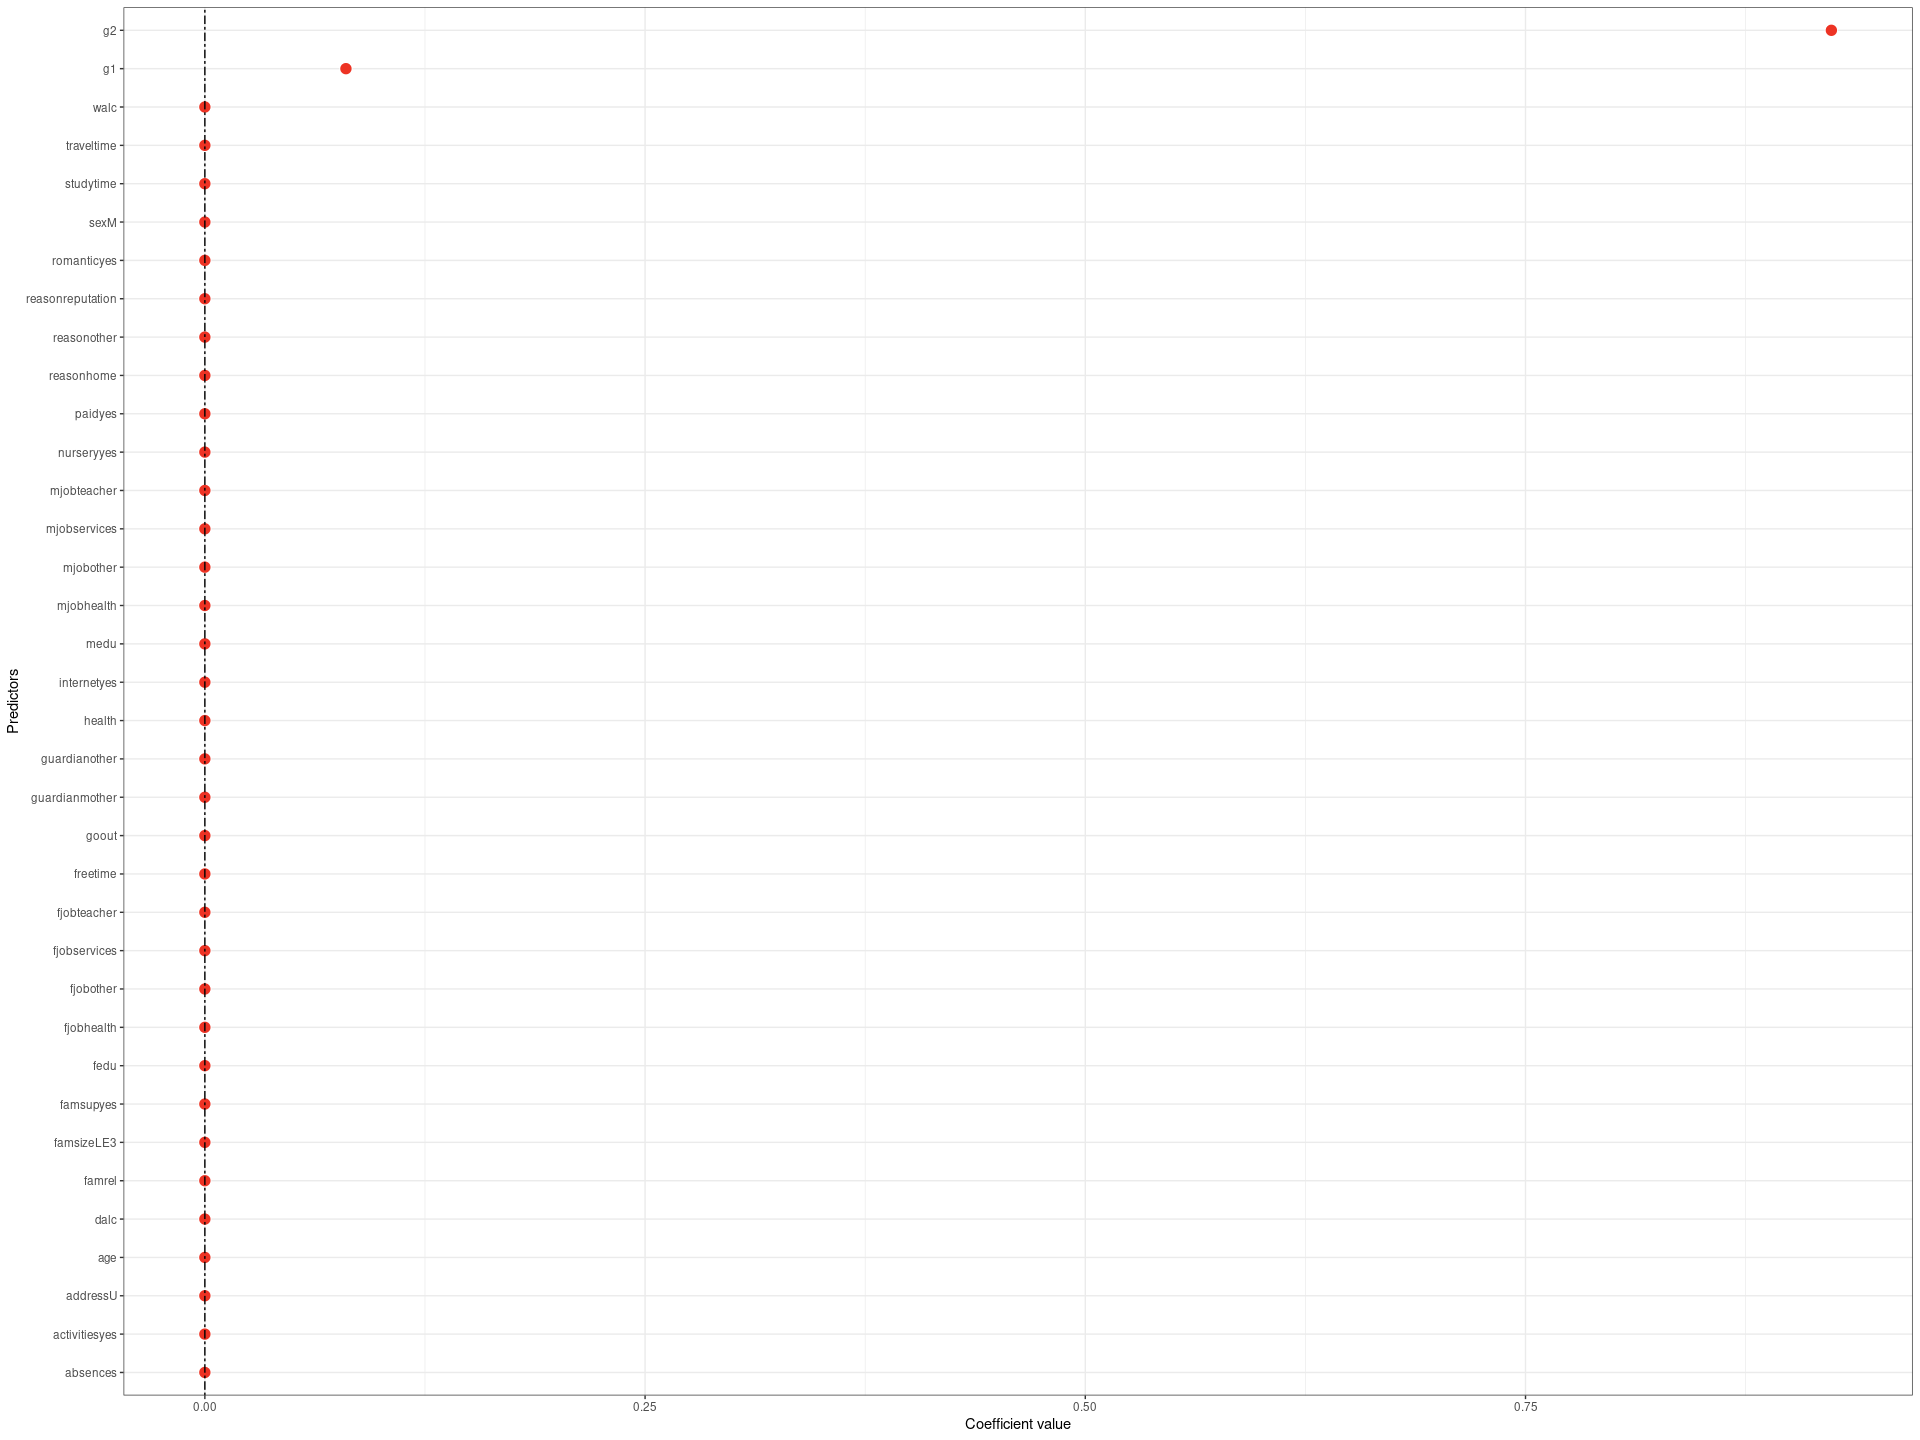 g2
g1
walc
traveltime
studytime
sexM
romanticyes
reasonreputation
reasonother
reasonhome
paidyes
nurseryyes
mjobteacher
mjobservices
mjobother
mjobhealth
medu
internetyes
health
guardianother
guardianmother
goout
freetime
fjobteacher
fjobservices
fjobother
fjobhealth
fedu
famsupyes
famsizeLE3
famrel
dalc
age
addressU
activitiesyes
absences
Predictors
0.00 0.25 0.50 0.75
Coefficient value